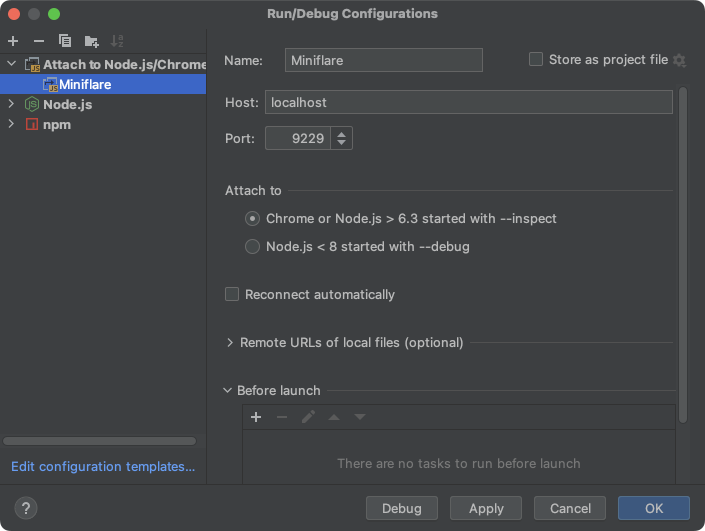 Run/Debug Configurations
Attach to Node.js/Chrome
Miniflare
Node.js
npm
Edit configuration templates...
Name: Miniflare Store as project file
Host: localhost
Port: 9229
Attach to
Chrome or Node.js > 6.3 started with --inspect
Node.js < 8 started with --debug
Reconnect automatically
Remote URLs of local files (optional)
Before launch
There are no tasks to run before launch
? Debug Apply Cancel OK